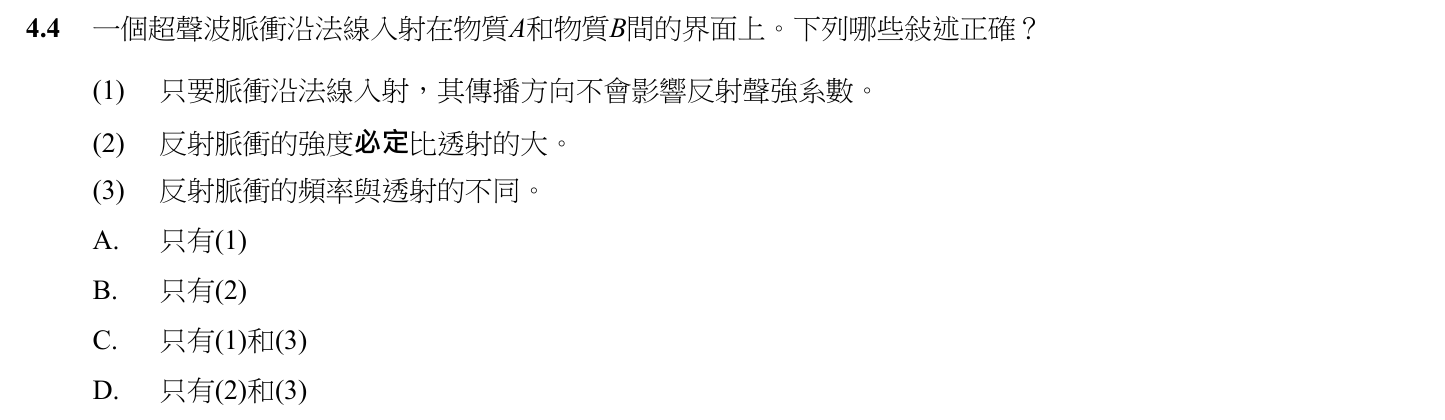 4.4 一個超聲波脈衝沿法線入射在物質A和物質B間的界面上。下列哪些敍述正確？
(1) 只要脈衝沿法線入射，其傳播方向不會影響反射聲強系數。
(2) 反射脈衝的強度必定比透射的大。
(3) 反射脈衝的頻率與透射的不同。
A. 只有(1)
B. 只有(2)
C. 只有(1)和(3)
D. 只有(2)和(3)